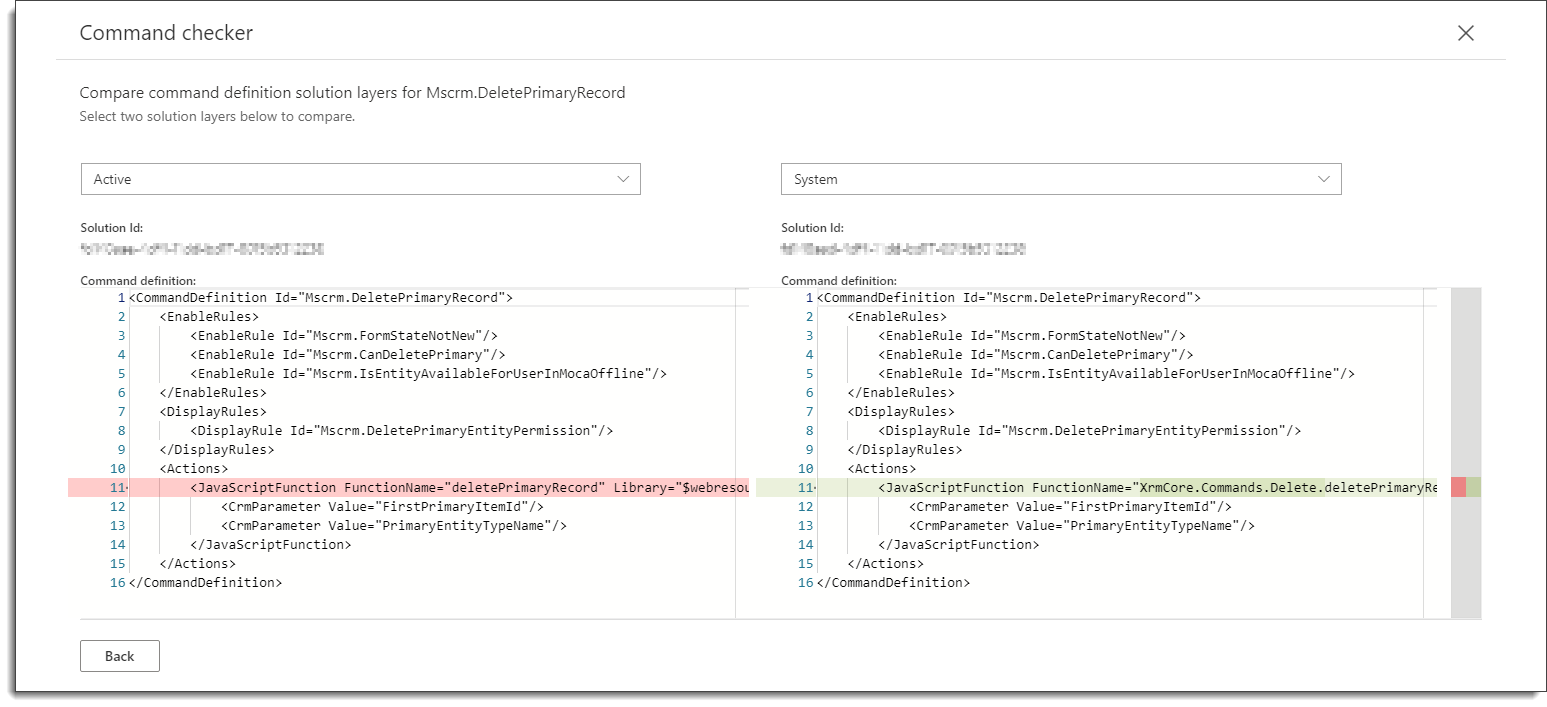 Command checker
Compare command definition solution layers for Mscrm.DeletePrimaryRecord
Select two solution layers below to compare.
Active
System
Solution Id:
Solution Id:
Command definition:
1 <CommandDefinition Id="Mscrm.DeletePrimaryRecord">
2 <EnableRules>
3 <EnableRule Id="Mscrm.FormStateNotNew"/>
4 <EnableRule Id="Mscrm.CanDeletePrimary"/>
5 <EnableRule Id="Mscrm.IsEntityAvailableForUserInMocaOffline"/>
6 </EnableRules>
7 <DisplayRules>
8 <DisplayRule Id="Mscrm.DeletePrimaryEntityPermission"/>
9 </DisplayRules>
10 <Actions>
11 <JavaScriptFunction FunctionName="deletePrimaryRecord" Library="$webresou
12 <CrmParameter Value="FirstPrimaryItemId"/>
13 <CrmParameter Value="PrimaryEntityTypeName"/>
14 </JavaScriptFunction>
15 </Actions>
16 </CommandDefinition>
Command definition:
1 <CommandDefinition Id="Mscrm.DeletePrimaryRecord">
2 <EnableRules>
3 <EnableRule Id="Mscrm.FormStateNotNew"/>
4 <EnableRule Id="Mscrm.CanDeletePrimary"/>
5 <EnableRule Id="Mscrm.IsEntityAvailableForUserInMocaOffline"/>
6 </EnableRules>
7 <DisplayRules>
8 <DisplayRule Id="Mscrm.DeletePrimaryEntityPermission"/>
9 </DisplayRules>
10 <Actions>
11 <JavaScriptFunction FunctionName="XrmCore.Commands.Delete.deletePrimaryRe
12 <CrmParameter Value="FirstPrimaryItemId"/>
13 <CrmParameter Value="PrimaryEntityTypeName"/>
14 </JavaScriptFunction>
15 </Actions>
16 </CommandDefinition>
Back